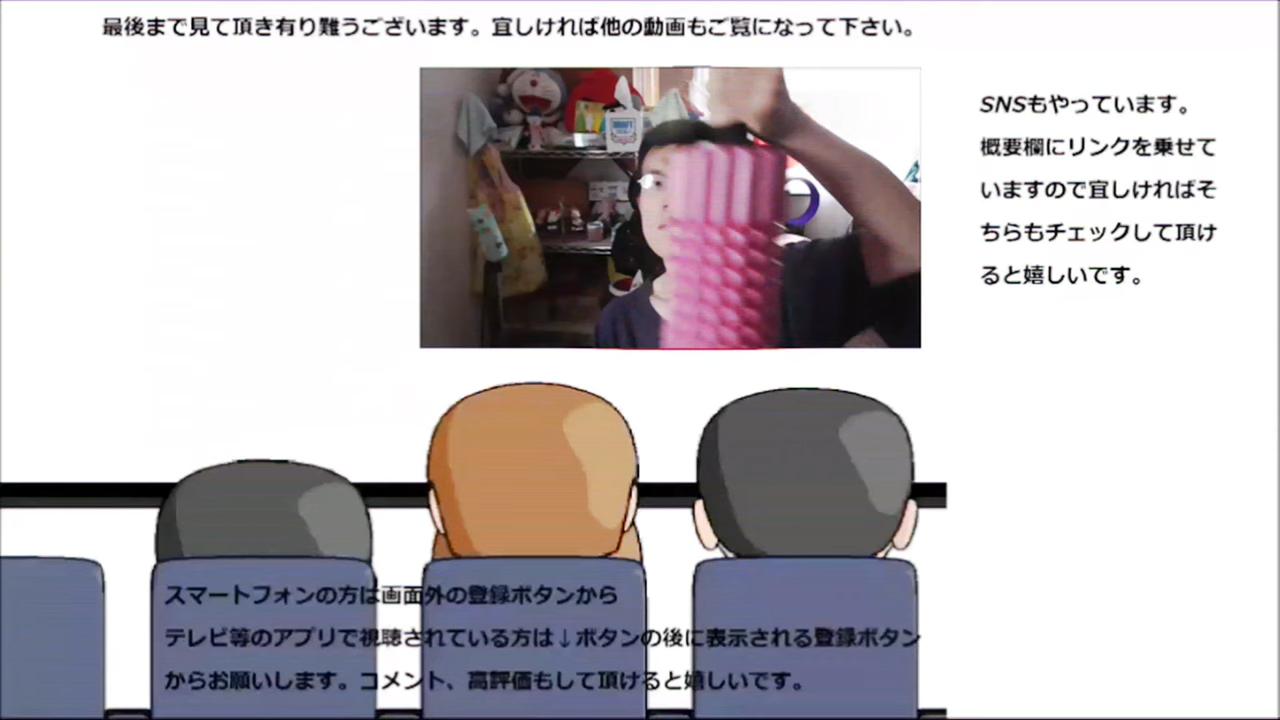 最後まで見て頂き有り難うございます。宜しければ他の動画もご覧になって下さい。
SNSもやっています。
概要欄にリンクを乗せて
いますので宜しければそ
ちらもチェックして頂け
ると嬉しいです。
スマートフォンの方は画面外の登録ボタンから
テレビ等のアプリで視聴されている方は↓ボタンの後に表示される登録ボタン
からお願いします。コメント、高評価もして頂けると嬉しいです。